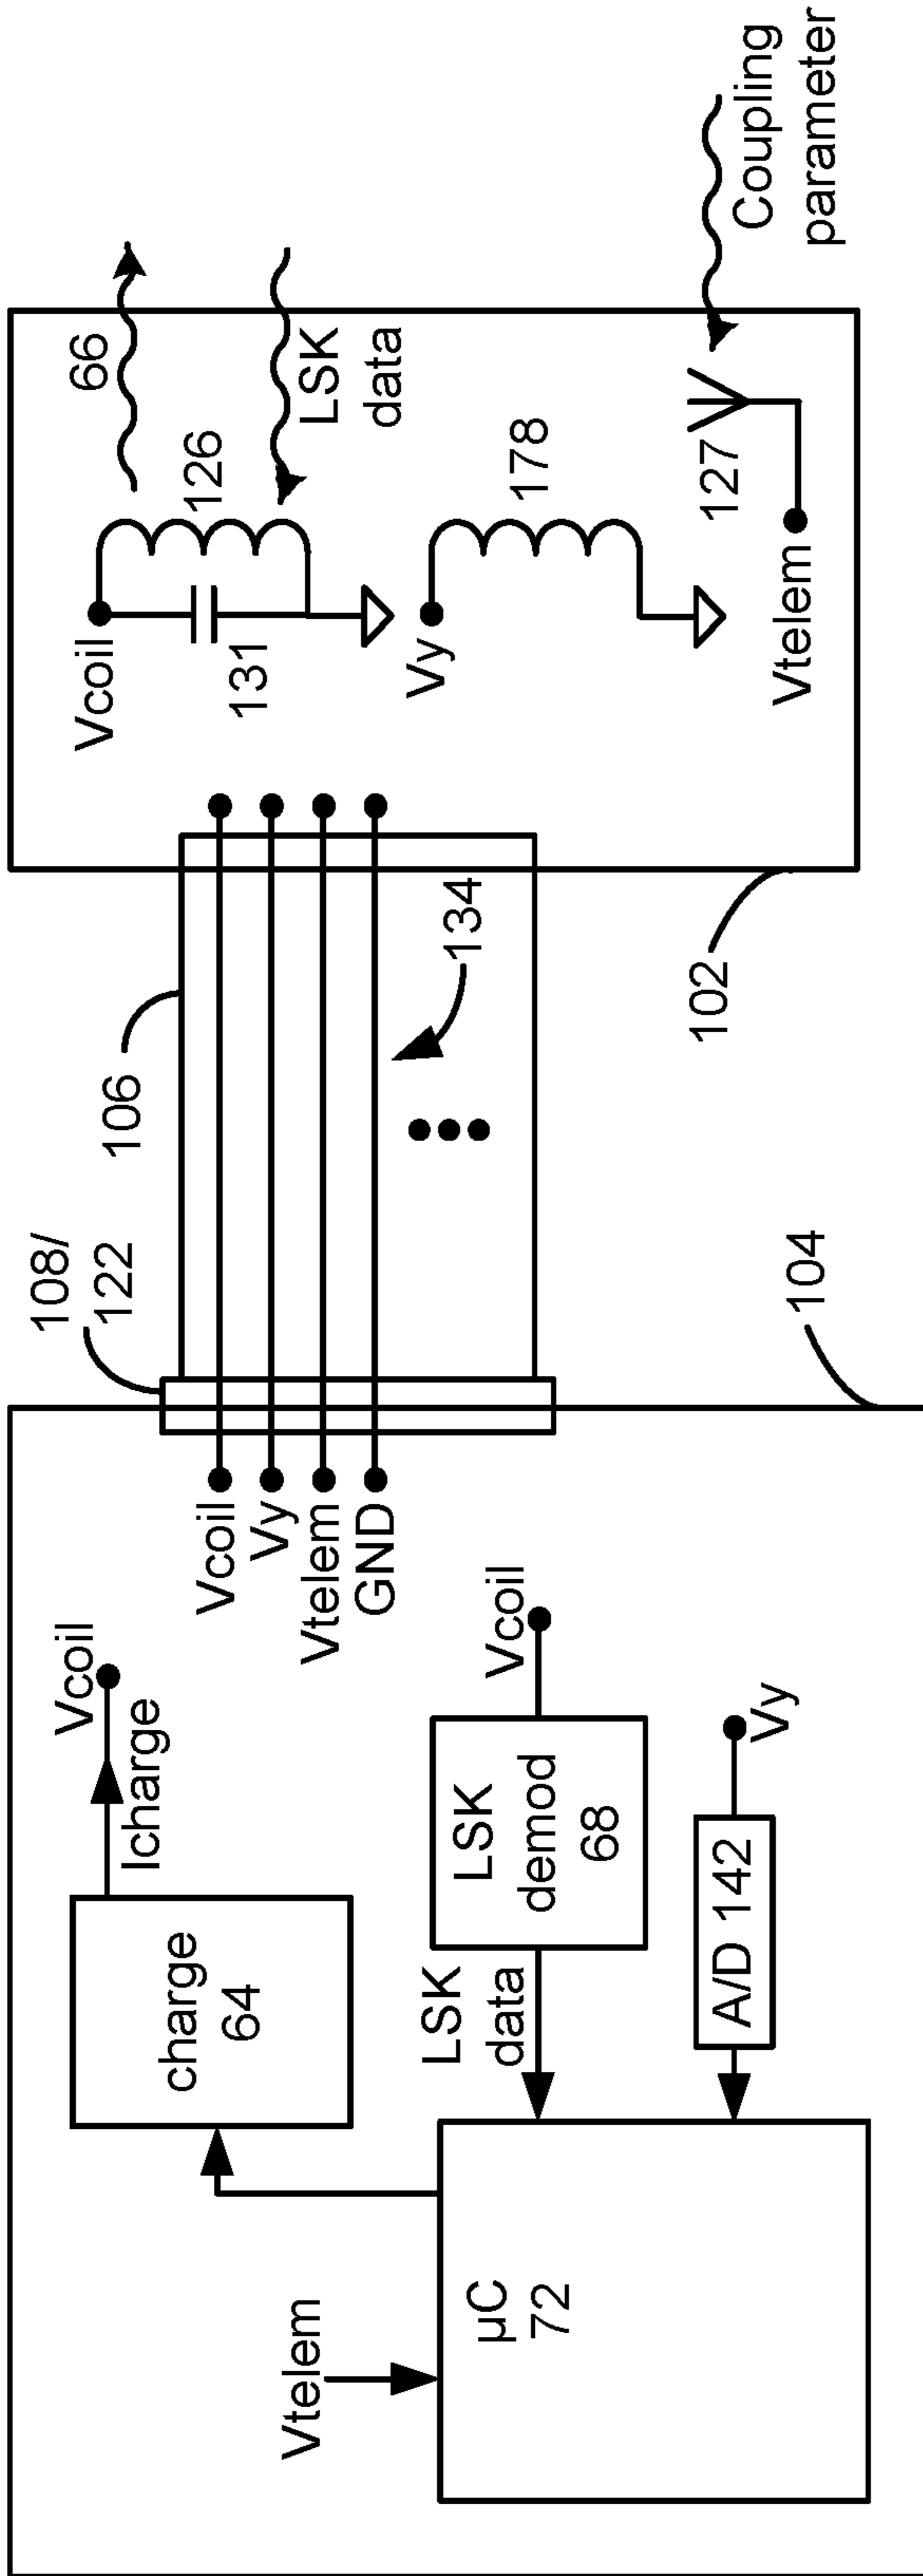 Vtelem
µC
72
charge
64
Icharge
Vcoil
LSK
data
LSK
demod
68
Vcoil
A/D 142
Vy
104
108/
122
Vcoil
Vy
Vtelem
GND
106
134
102
Vcoil
131
126
66
LSK
data
Vy
178
Vtelem
127
Coupling
parameter